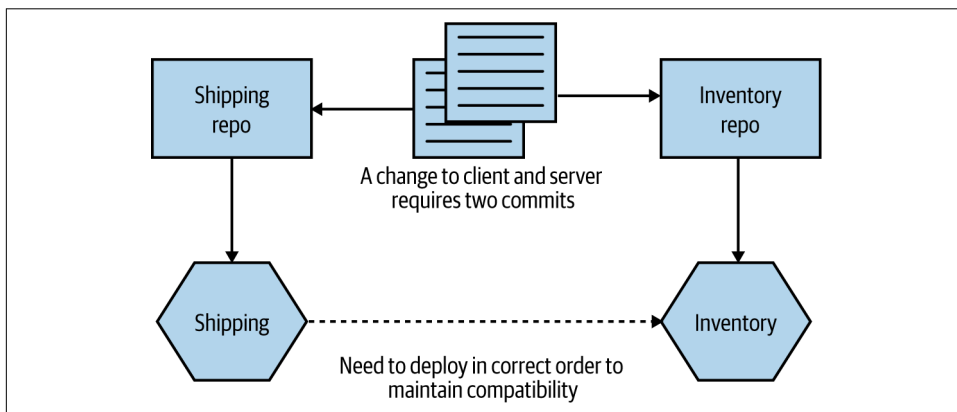 Shipping
repo
Inventory
repo
A change to client and server
requires two commits
Shipping
Inventory
Need to deploy in correct order to
maintain compatibility